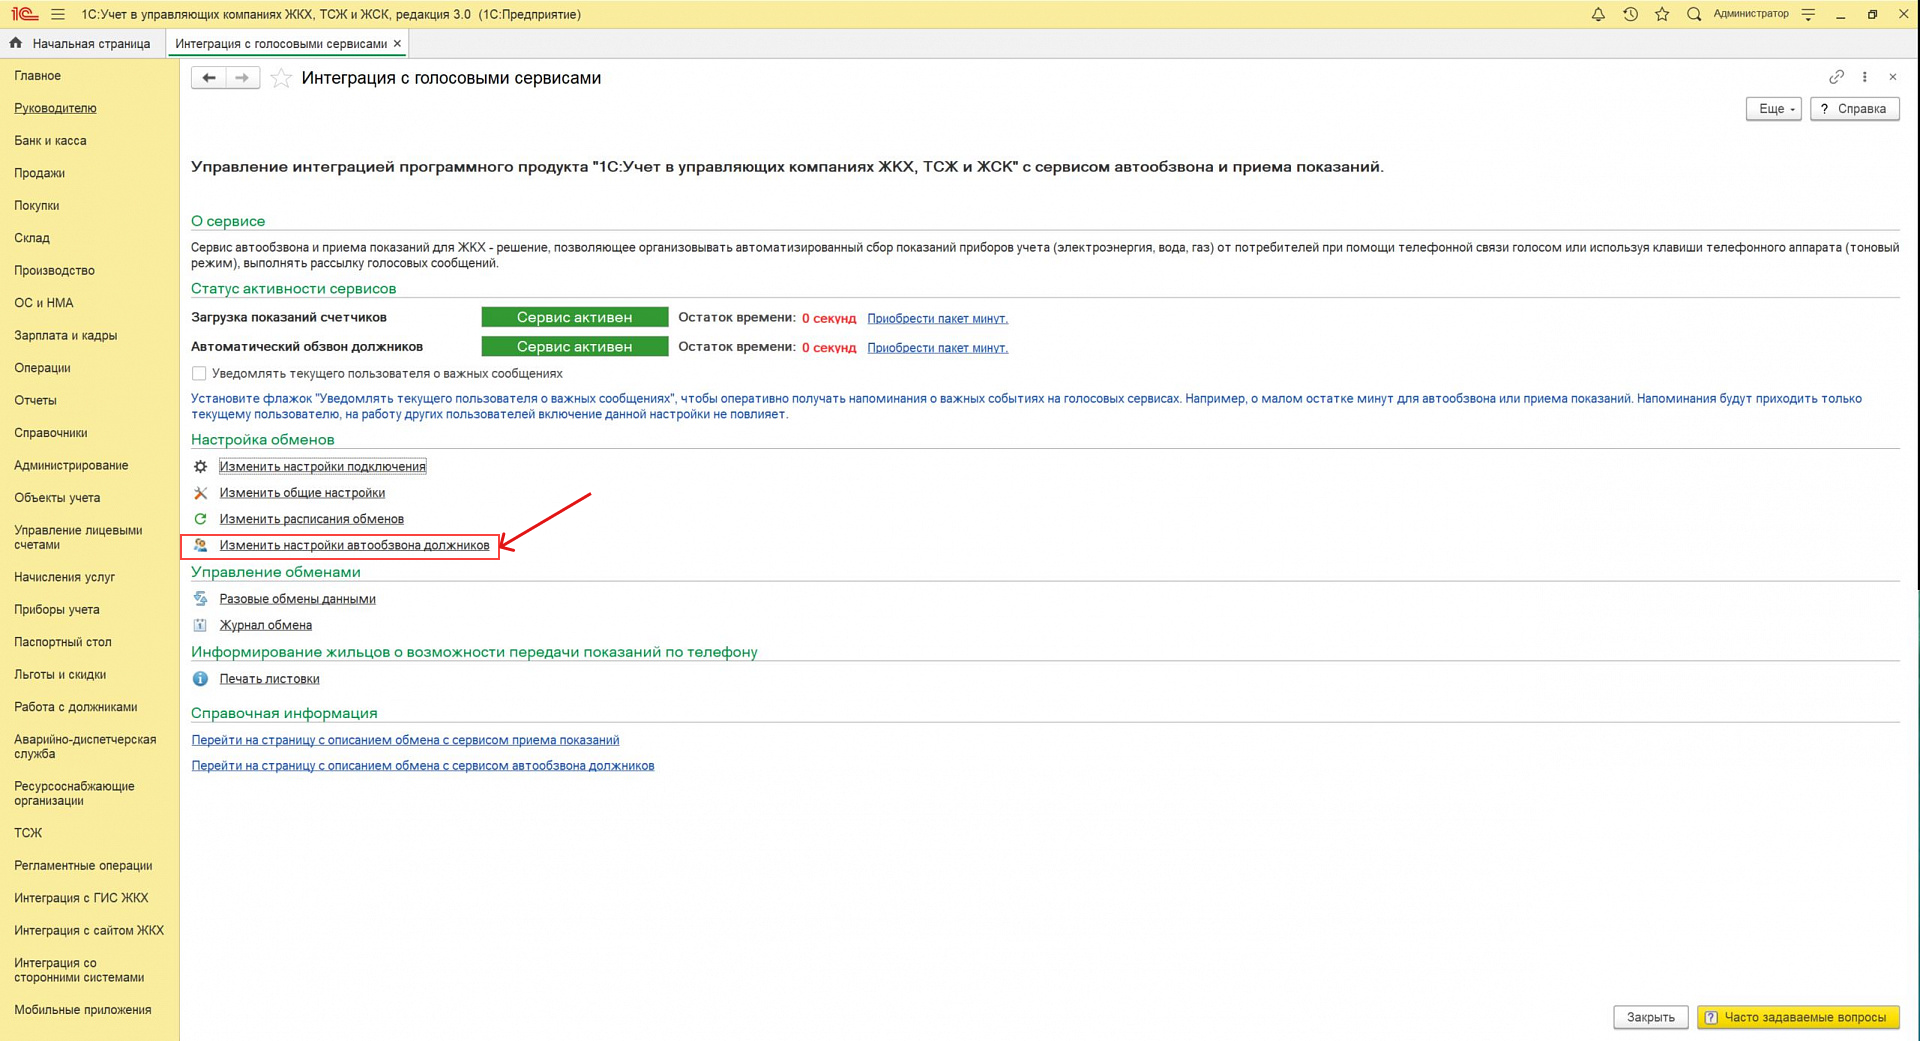 1С:Учет в управляющих компаниях ЖКХ, ТСЖ и ЖСК, редакция 3.0 (1С:Предприятие)
Администратор
Начальная страница
Интеграция с голосовыми сервисами
Главное
Руководителю
Банк и касса
Продажи
Покупки
Склад
Производство
ОС и НМА
Зарплата и кадры
Операции
Отчеты
Справочники
Администрирование
Объекты учета
Управление лицевыми
счетами
Начисления услуг
Приборы учета
Паспортный стол
Льготы и скидки
Работа с должниками
Аварийно-диспетчерская
служба
Ресурсоснабжающие
организации
ТСЖ
Регламентные операции
Интеграция с ГИС ЖКХ
Интеграция с сайтом ЖКХ
Интеграция со
сторонними системами
Мобильные приложения
Интеграция с голосовыми сервисами
Еще
? Справка
Управление интеграцией программного продукта "1С:Учет в управляющих компаниях ЖКХ, ТСЖ и ЖСК" с сервисом автообзвона и приема показаний.
О сервисе
Сервис автообзвона и приема показаний для ЖКХ - решение, позволяющее организовывать автоматизированный сбор показаний приборов учета (электроэнергия, вода, газ) от потребителей при помощи телефонной связи голосом или используя клавиши телефонного аппарата (тоновый
режим), выполнять рассылку голосовых сообщений.
Статус активности сервисов
Загрузка показаний счетчиков Сервис активен Остаток времени: 0 секунд Приобрести пакет минут.
Автоматический обзвон должников Сервис активен Остаток времени: 0 секунд Приобрести пакет минут.
Уведомлять текущего пользователя о важных сообщениях
Установите флажок "Уведомлять текущего пользователя о важных сообщениях", чтобы оперативно получать напоминания о важных событиях на голосовых сервисах. Например, о малом остатке минут для автообзвона или приема показаний. Напоминания будут приходить только
текущему пользователю, на работу других пользователей включение данной настройки не повлияет.
Настройка обменов
Изменить настройки подключения
Изменить общие настройки
Изменить расписания обменов
Изменить настройки автообзвона должников
Управление обменами
Разовые обмены данными
Журнал обмена
Информирование жильцов о возможности передачи показаний по телефону
Печать листовки
Справочная информация
Перейти на страницу с описанием обмена с сервисом приема показаний
Перейти на страницу с описанием обмена с сервисом автообзвона должников
Закрыть
? Часто задаваемые вопросы